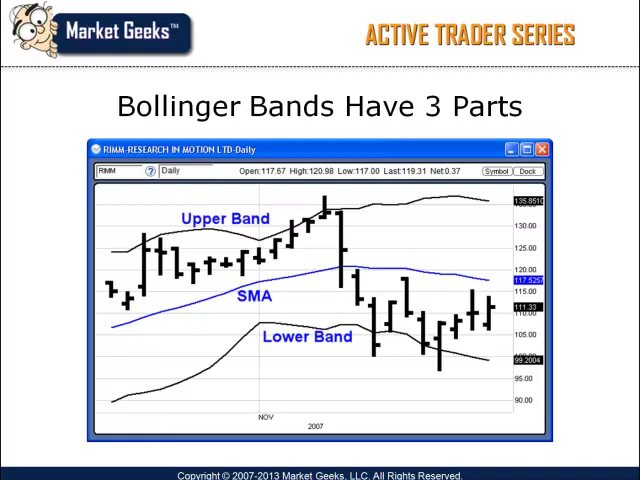 Market Geeks™
ACTIVE TRADER SERIES
Bollinger Bands Have 3 Parts
RIMM-RESEARCH IN MOTION LTD-Daily
RIMM ? Daily Open:117.67 High:120.98 Low:117.00 Last:119.31 Net:0.37 Symbol Dock
135.8510
Upper Band
130.00
125.00
120.00
117.5257
SMA
115.00
111.33
110.00
Lower Band
105.00
99.2004
95.00
90.00
NOV
2007
Copyright © 2007-2013 Market Geeks, LLC. All Rights Reserved.